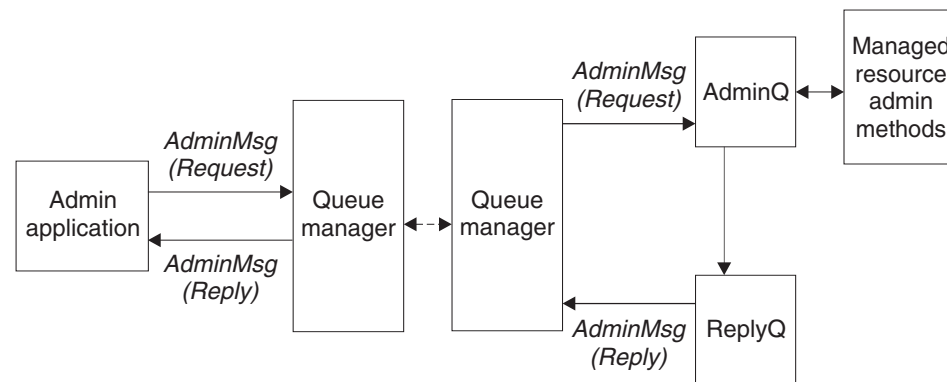 Admin
application
AdminMsg
(Request)
AdminMsg
(Reply)
Queue
manager
Queue
manager
AdminMsg
(Request)
AdminQ
Managed
resource
admin
methods
AdminMsg
(Reply)
ReplyQ